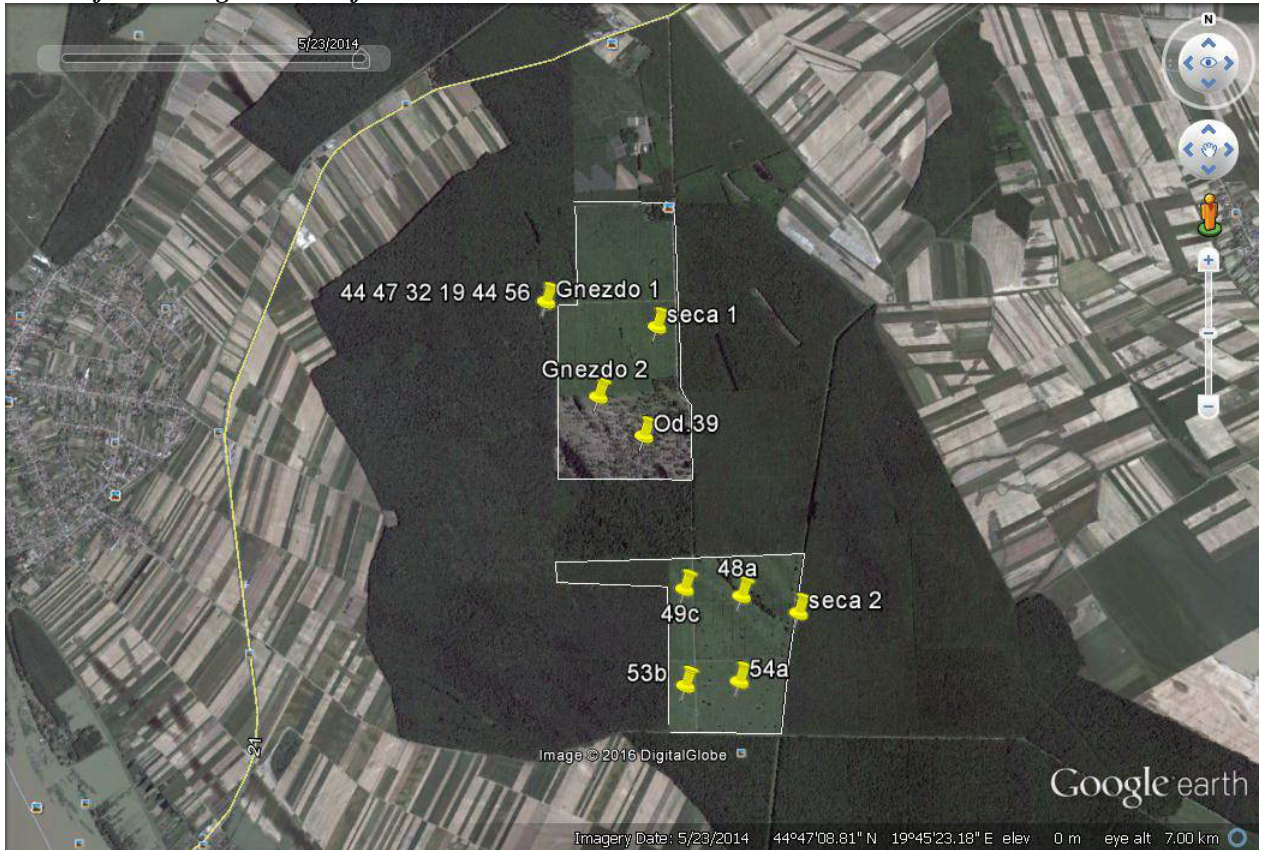 5/23/2014
N
44 47 32 19 44 56 Gnezdo 1
seca 1
Gnezdo 2
Od.39
48a
49c
seca 2
53b
54a
21
Image © 2016 DigitalGlobe
Google earth
Imagery Date: 5/23/2014 44°47'08.81" N 19°45'23.18" E elev 0 m eye alt 7.00 km